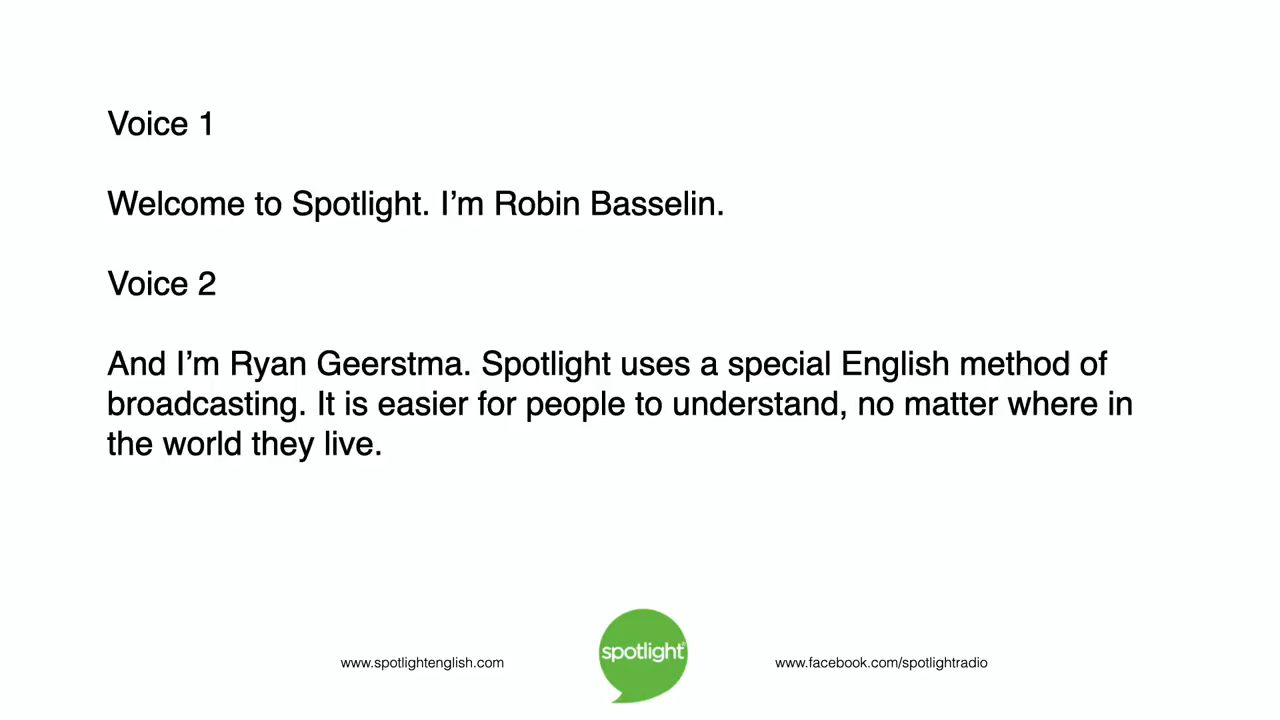 Voice 1
Welcome to Spotlight. I’m Robin Basselin.
Voice 2
And I’m Ryan Geerstma. Spotlight uses a special English method of
broadcasting. It is easier for people to understand, no matter where in
the world they live.
www.spotlightenglish.com
spotlight
www.facebook.com/spotlightradio